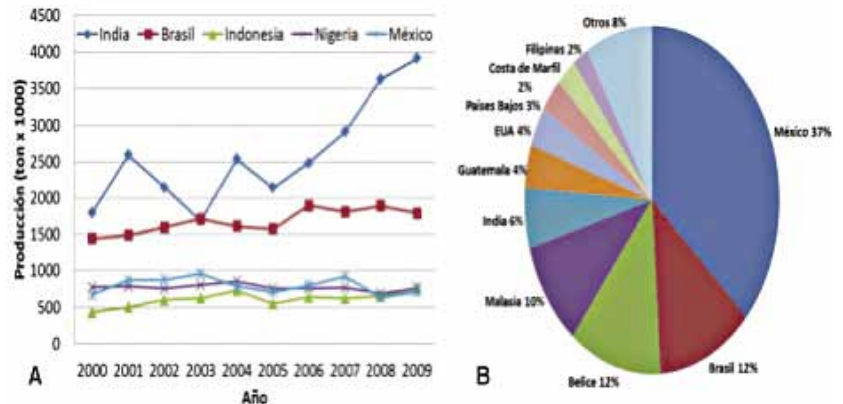 4500
India Brasil Indonesia Nigeria México
4000
3500
3000
2500
2000
1500
1000
500
0
Producción (ton x 1000)
2000 2001 2002 2003 2004 2005 2006 2007 2008 2009
Año
A
Otros 8%
Filipinas 2%
Costa de Marfil
2%
Países Bajos 3%
EUA 4%
Guatemala 4%
India 6%
Malasia 10%
Belice 12%
Brasil 12%
México 37%
B